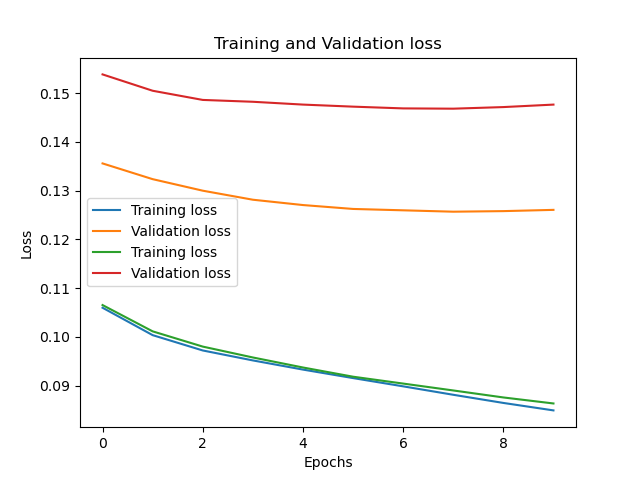 Training and Validation loss
0.15
0.14
0.13
0.12
0.11
0.10
0.09
Loss
Training loss
Validation loss
Training loss
Validation loss
0
2
4
6
8
Epochs